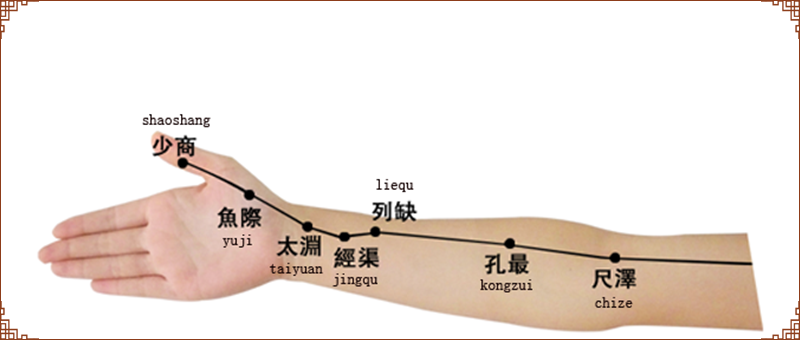 shaoshang
少商
魚際
yuji
太淵
taiyuan
經渠
jingqu
liequ
列缺
孔最
kongzui
尺澤
chize